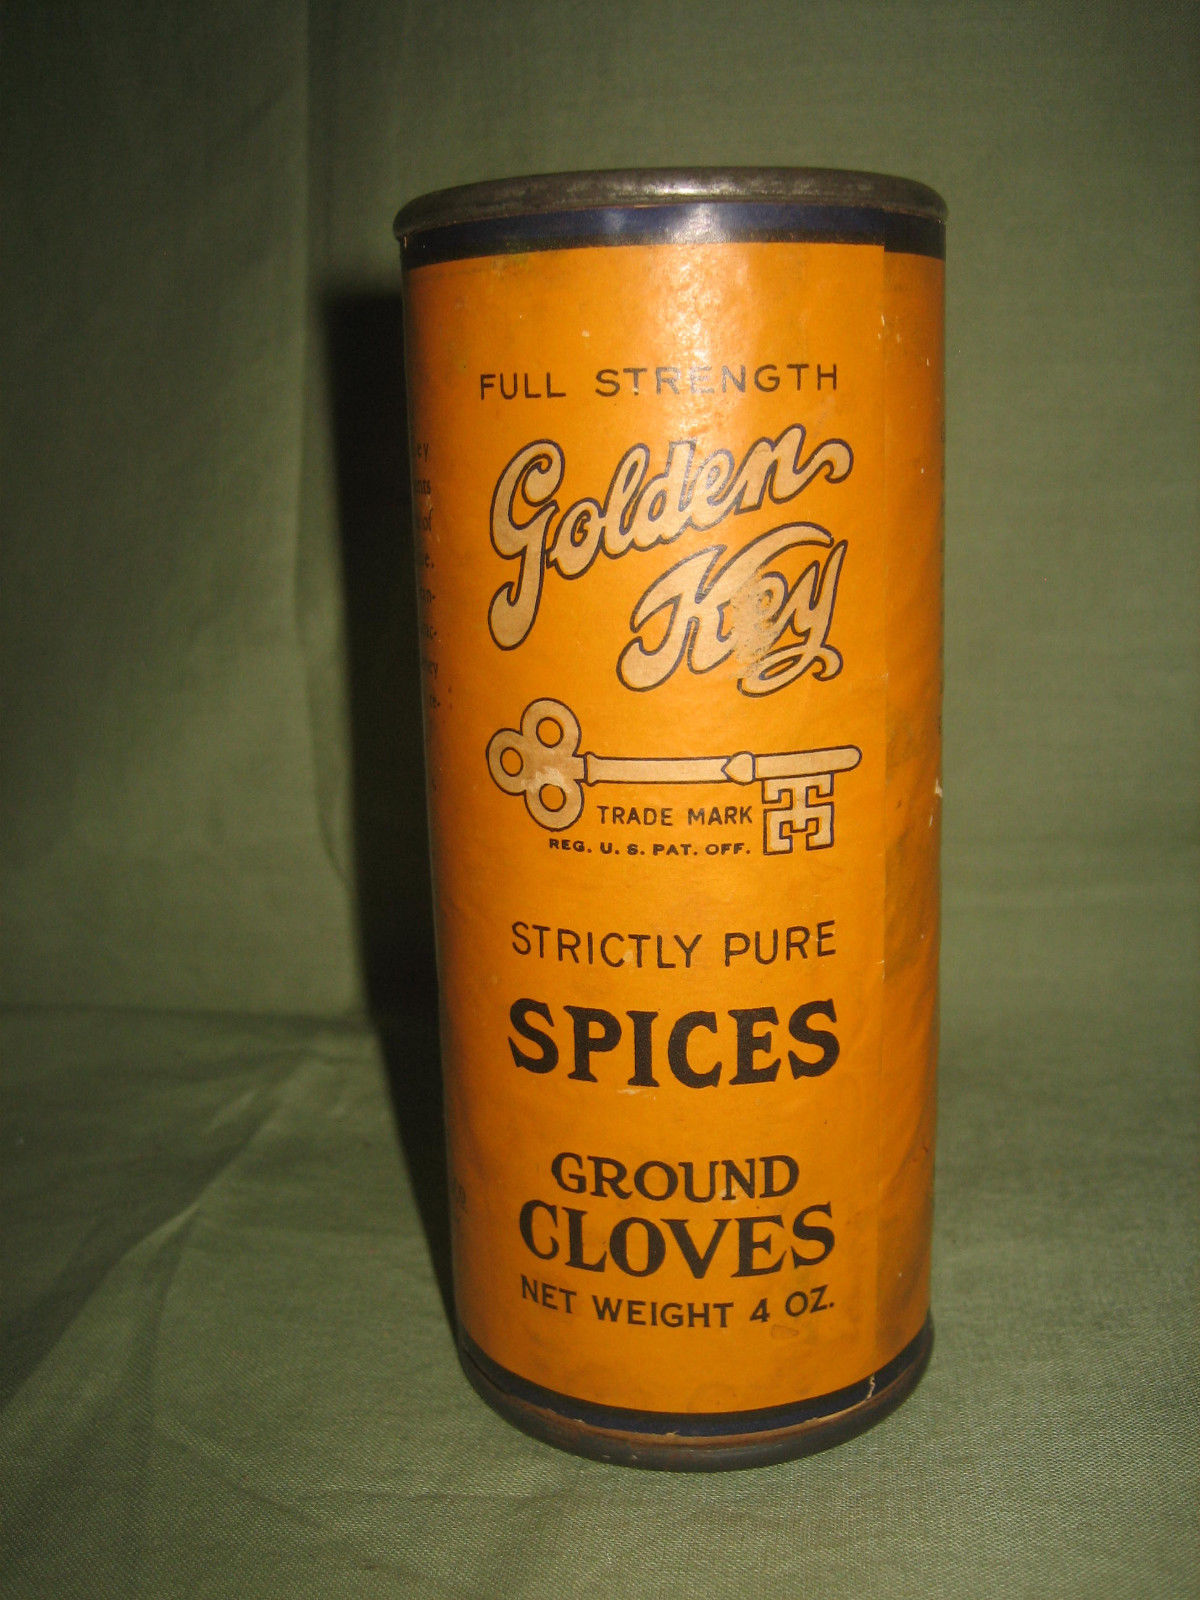 FULL STRENGTH
Golden
Key
TRADE MARK
REG. U. S. PAT. OFF.
STRICTLY PURE
SPICES
GROUND
CLOVES
NET WEIGHT 4 OZ.